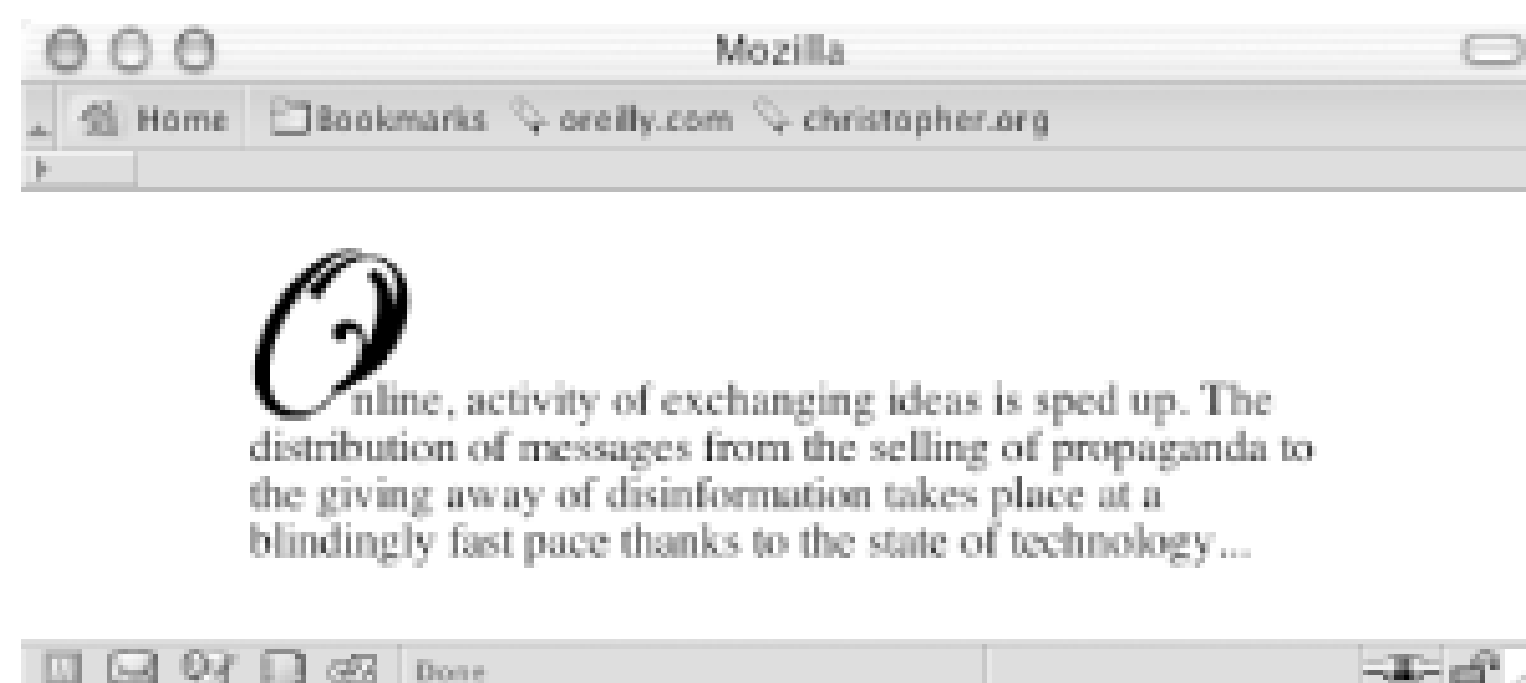 Mozilla
Home Bookmarks oreilly.com christopher.org
Online, activity of exchanging ideas is sped up. The
distribution of messages from the selling of propaganda to
the giving away of disinformation takes place at a
blindingly fast pace thanks to the state of technology...
Done